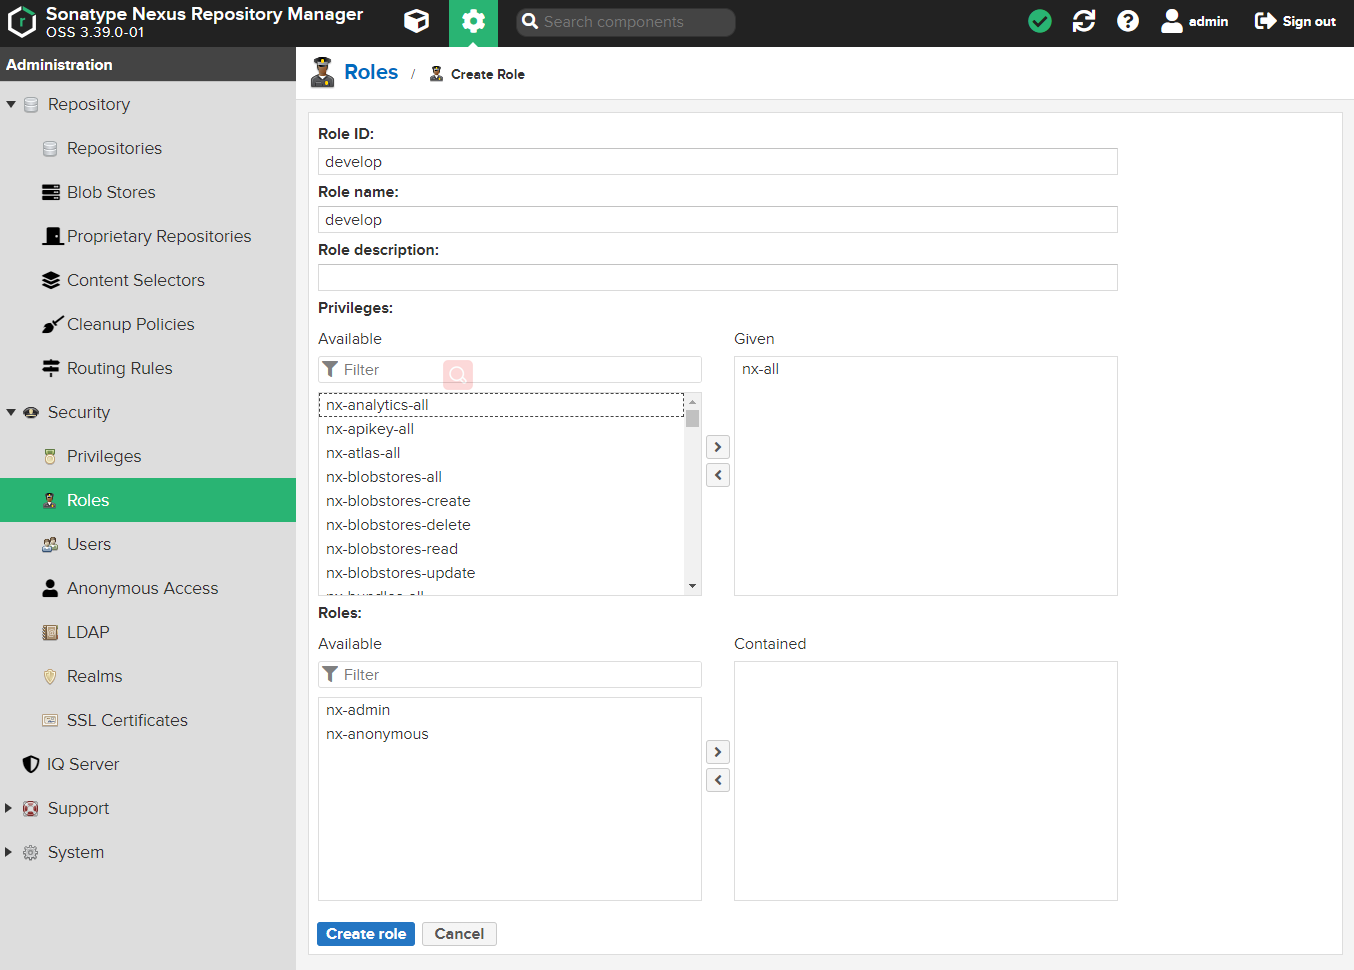 Sonatype Nexus Repository Manager
OSS 3.39.0-01
Search components
admin
Sign out
Administration
Repository
Repositories
Blob Stores
Proprietary Repositories
Content Selectors
Cleanup Policies
Routing Rules
Security
Privileges
Roles
Users
Anonymous Access
LDAP
Realms
SSL Certificates
IQ Server
Support
System
Roles / Create Role
Role ID:
develop
Role name:
develop
Role description:
Privileges:
Available
Filter
nx-analytics-all
nx-apikey-all
nx-atlas-all
nx-blobstores-all
nx-blobstores-create
nx-blobstores-delete
nx-blobstores-read
nx-blobstores-update
Given
nx-all
Roles:
Available
Filter
nx-admin
nx-anonymous
Contained
Create role
Cancel